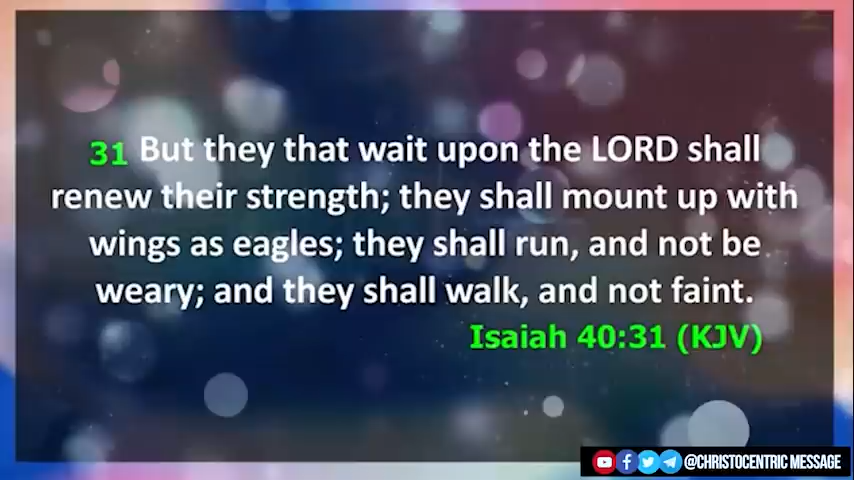 31 But they that wait upon the LORD shall
renew their strength; they shall mount up with
wings as eagles; they shall run, and not be
weary; and they shall walk, and not faint.
Isaiah 40:31 (KJV)
@CHRISTOCENTRIC MESSAGE